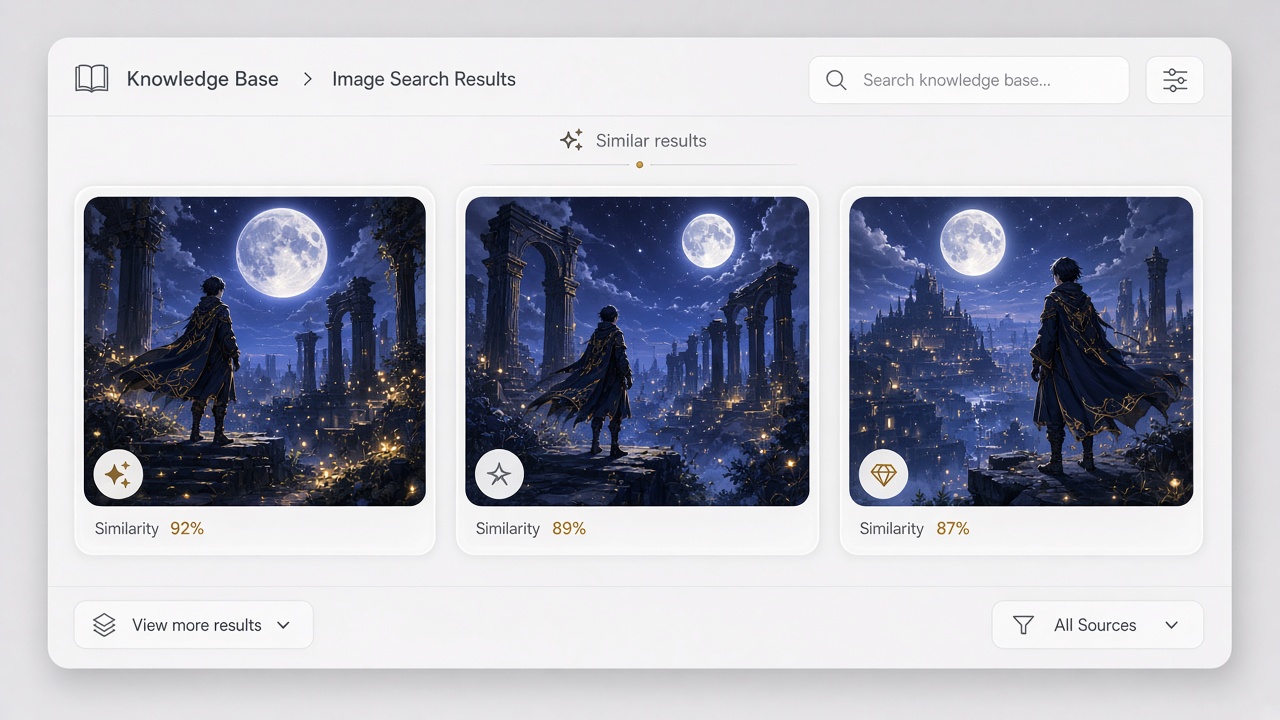 Knowledge Base > Image Search Results
Search knowledge base...
Similar results
Similarity 92%
Similarity 89%
Similarity 87%
View more results
All Sources